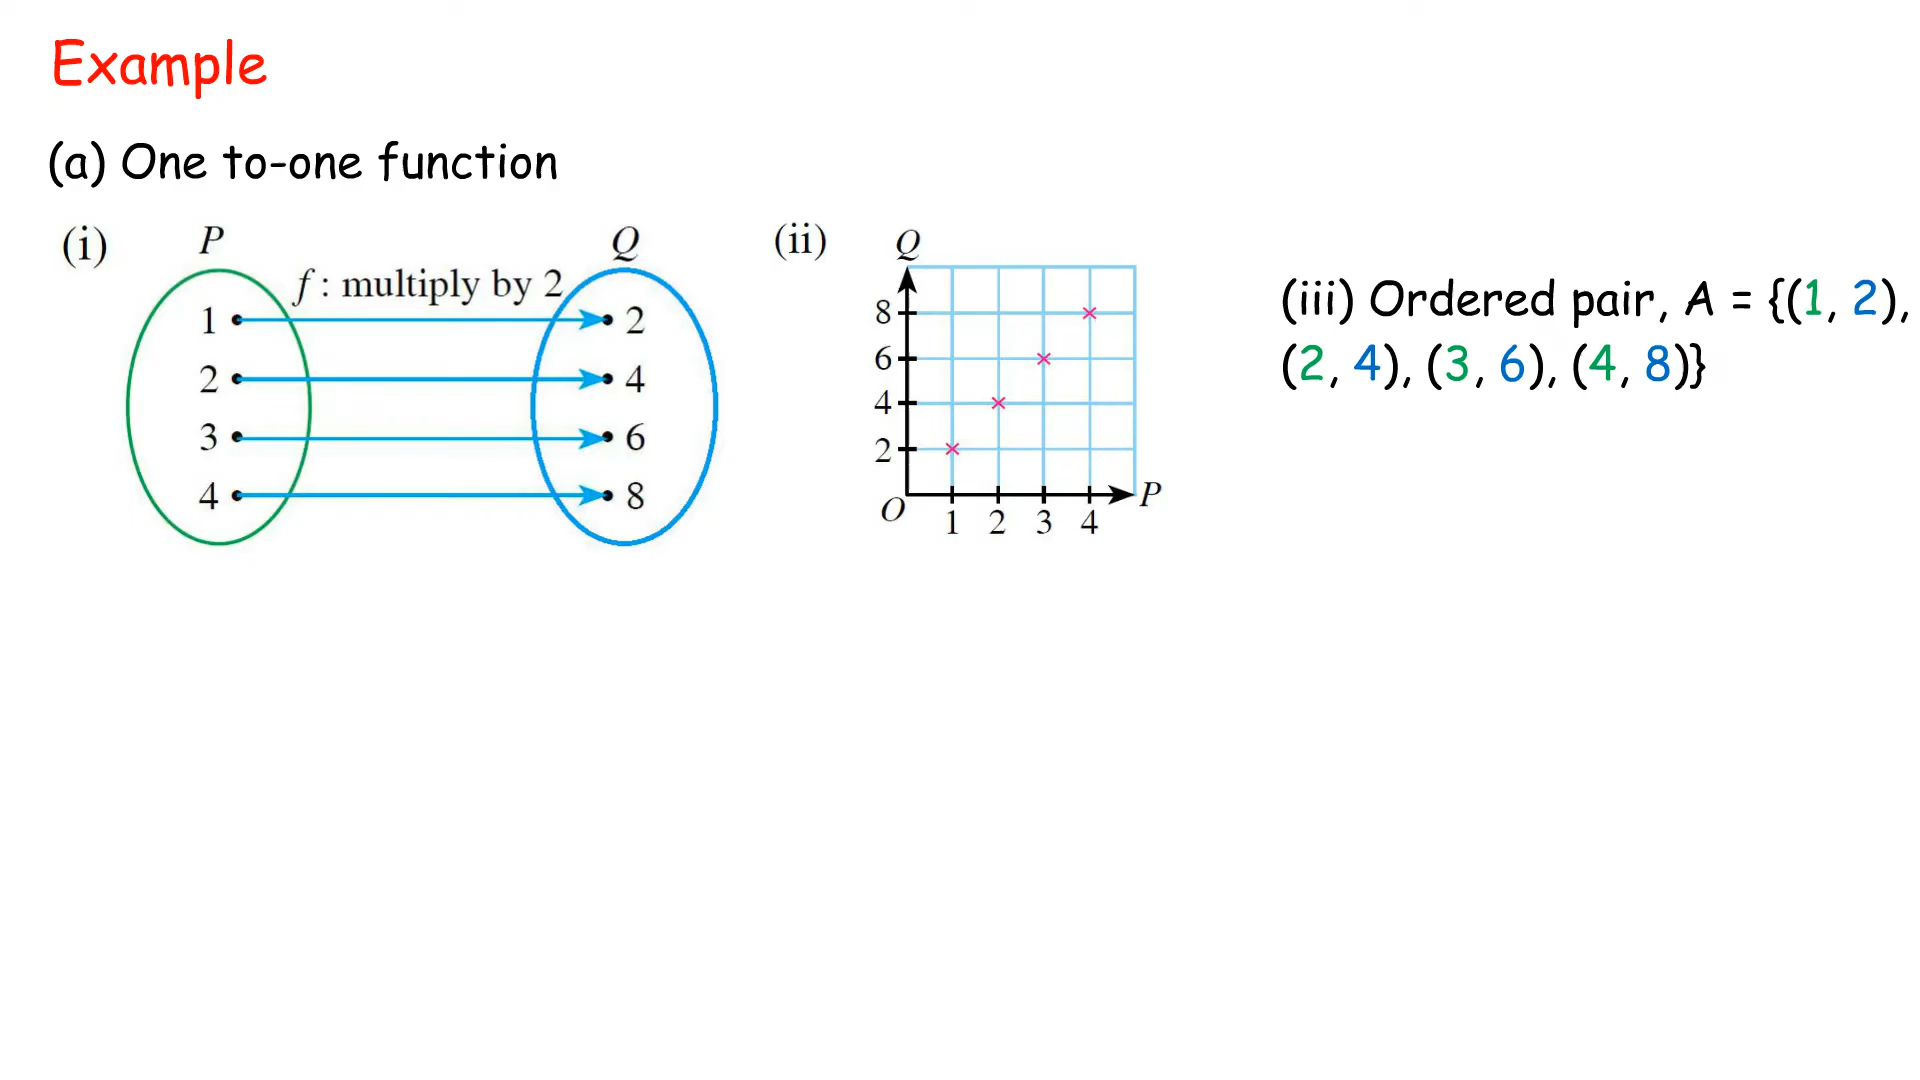 Example
(a) One to-one function
(i)
P
Q
f : multiply by 2
1
2
2
4
3
6
4
8
(ii)
Q
8
6
4
2
O
1 2 3 4
P
(iii) Ordered pair, A = {(1, 2),
(2, 4), (3, 6), (4, 8)}